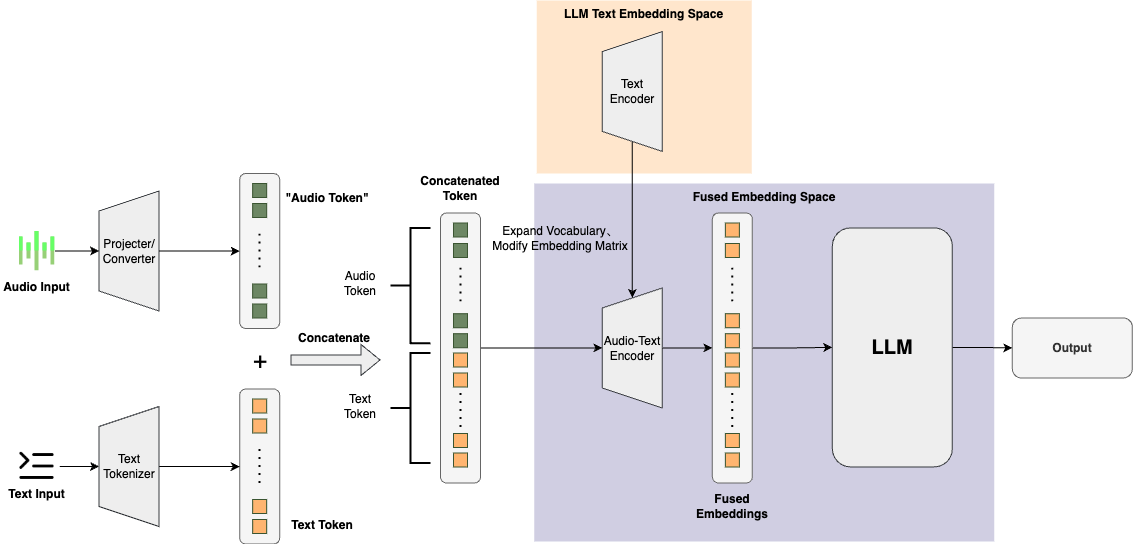 LLM Text Embedding Space
Text
Encoder
Projecter/
Converter
Audio Input
"Audio Token"
Concatenated
Token
Audio
Token
Concatenate
+
Text
Token
Text
Tokenizer
Text Input
Text Token
Fused Embedding Space
Expand Vocabulary、
Modify Embedding Matrix
Audio-Text
Encoder
Fused
Embeddings
LLM
Output